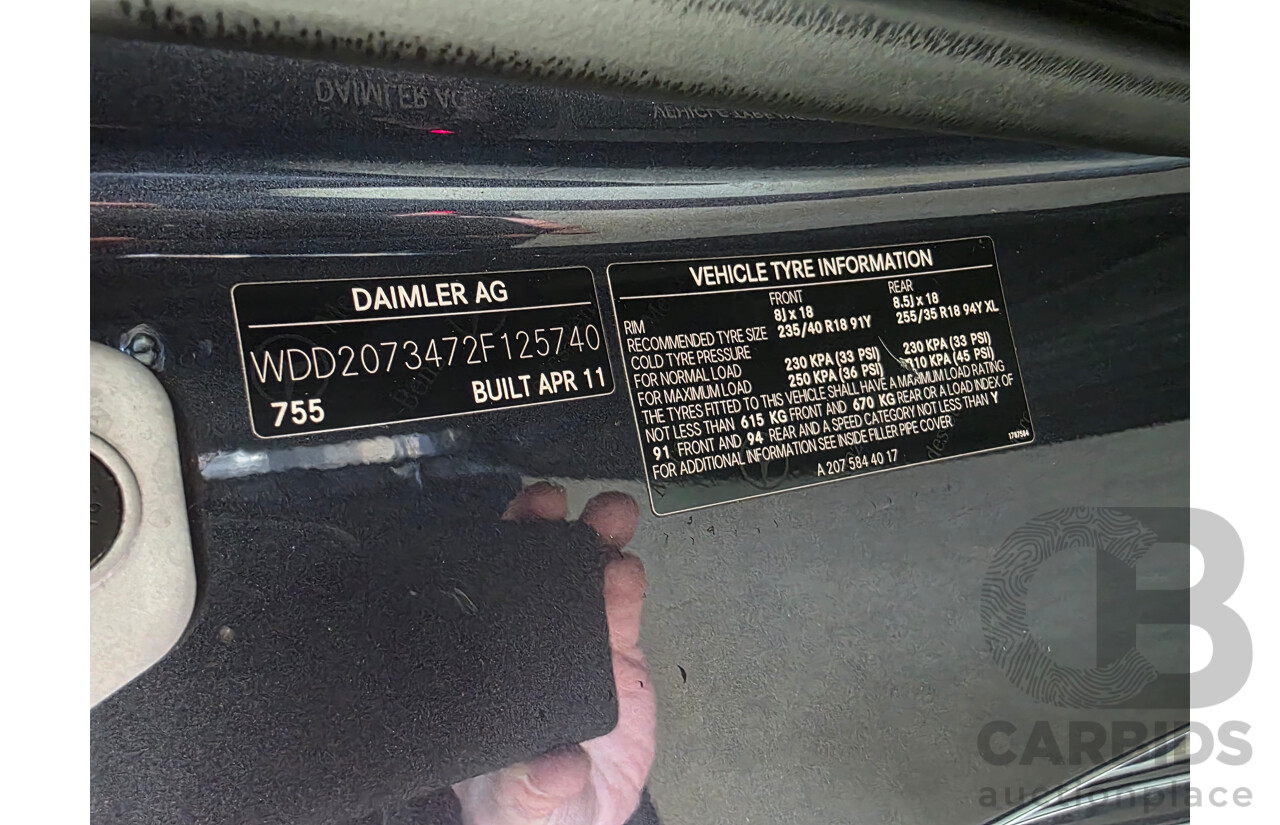 DAIMLER AG
WDD2073472F125740
755 BUILT APR 11
VEHICLE TYRE INFORMATION
FRONT REAR
RIM 8J x 18 8.5J x 18
RECOMMENDED TYRE SIZE 235/40 R18 91Y 255/35 R18 94Y XL
COLD TYRE PRESSURE
FOR NORMAL LOAD 230 KPA (33 PSI) 230 KPA (33 PSI)
FOR MAXIMUM LOAD 250 KPA (36 PSI) 310 KPA (45 PSI)
THE TYRES FITTED TO THIS VEHICLE SHALL HAVE A MAXIMUM LOAD RATING
NOT LESS THAN 615 KG FRONT AND 670 KG REAR OR A LOAD INDEX OF
91 FRONT AND 94 REAR AND A SPEED CATEGORY NOT LESS THAN Y
FOR ADDITIONAL INFORMATION SEE INSIDE FILLER PIPE COVER.
A 207 584 40 17
CARBIDS
auctionplace